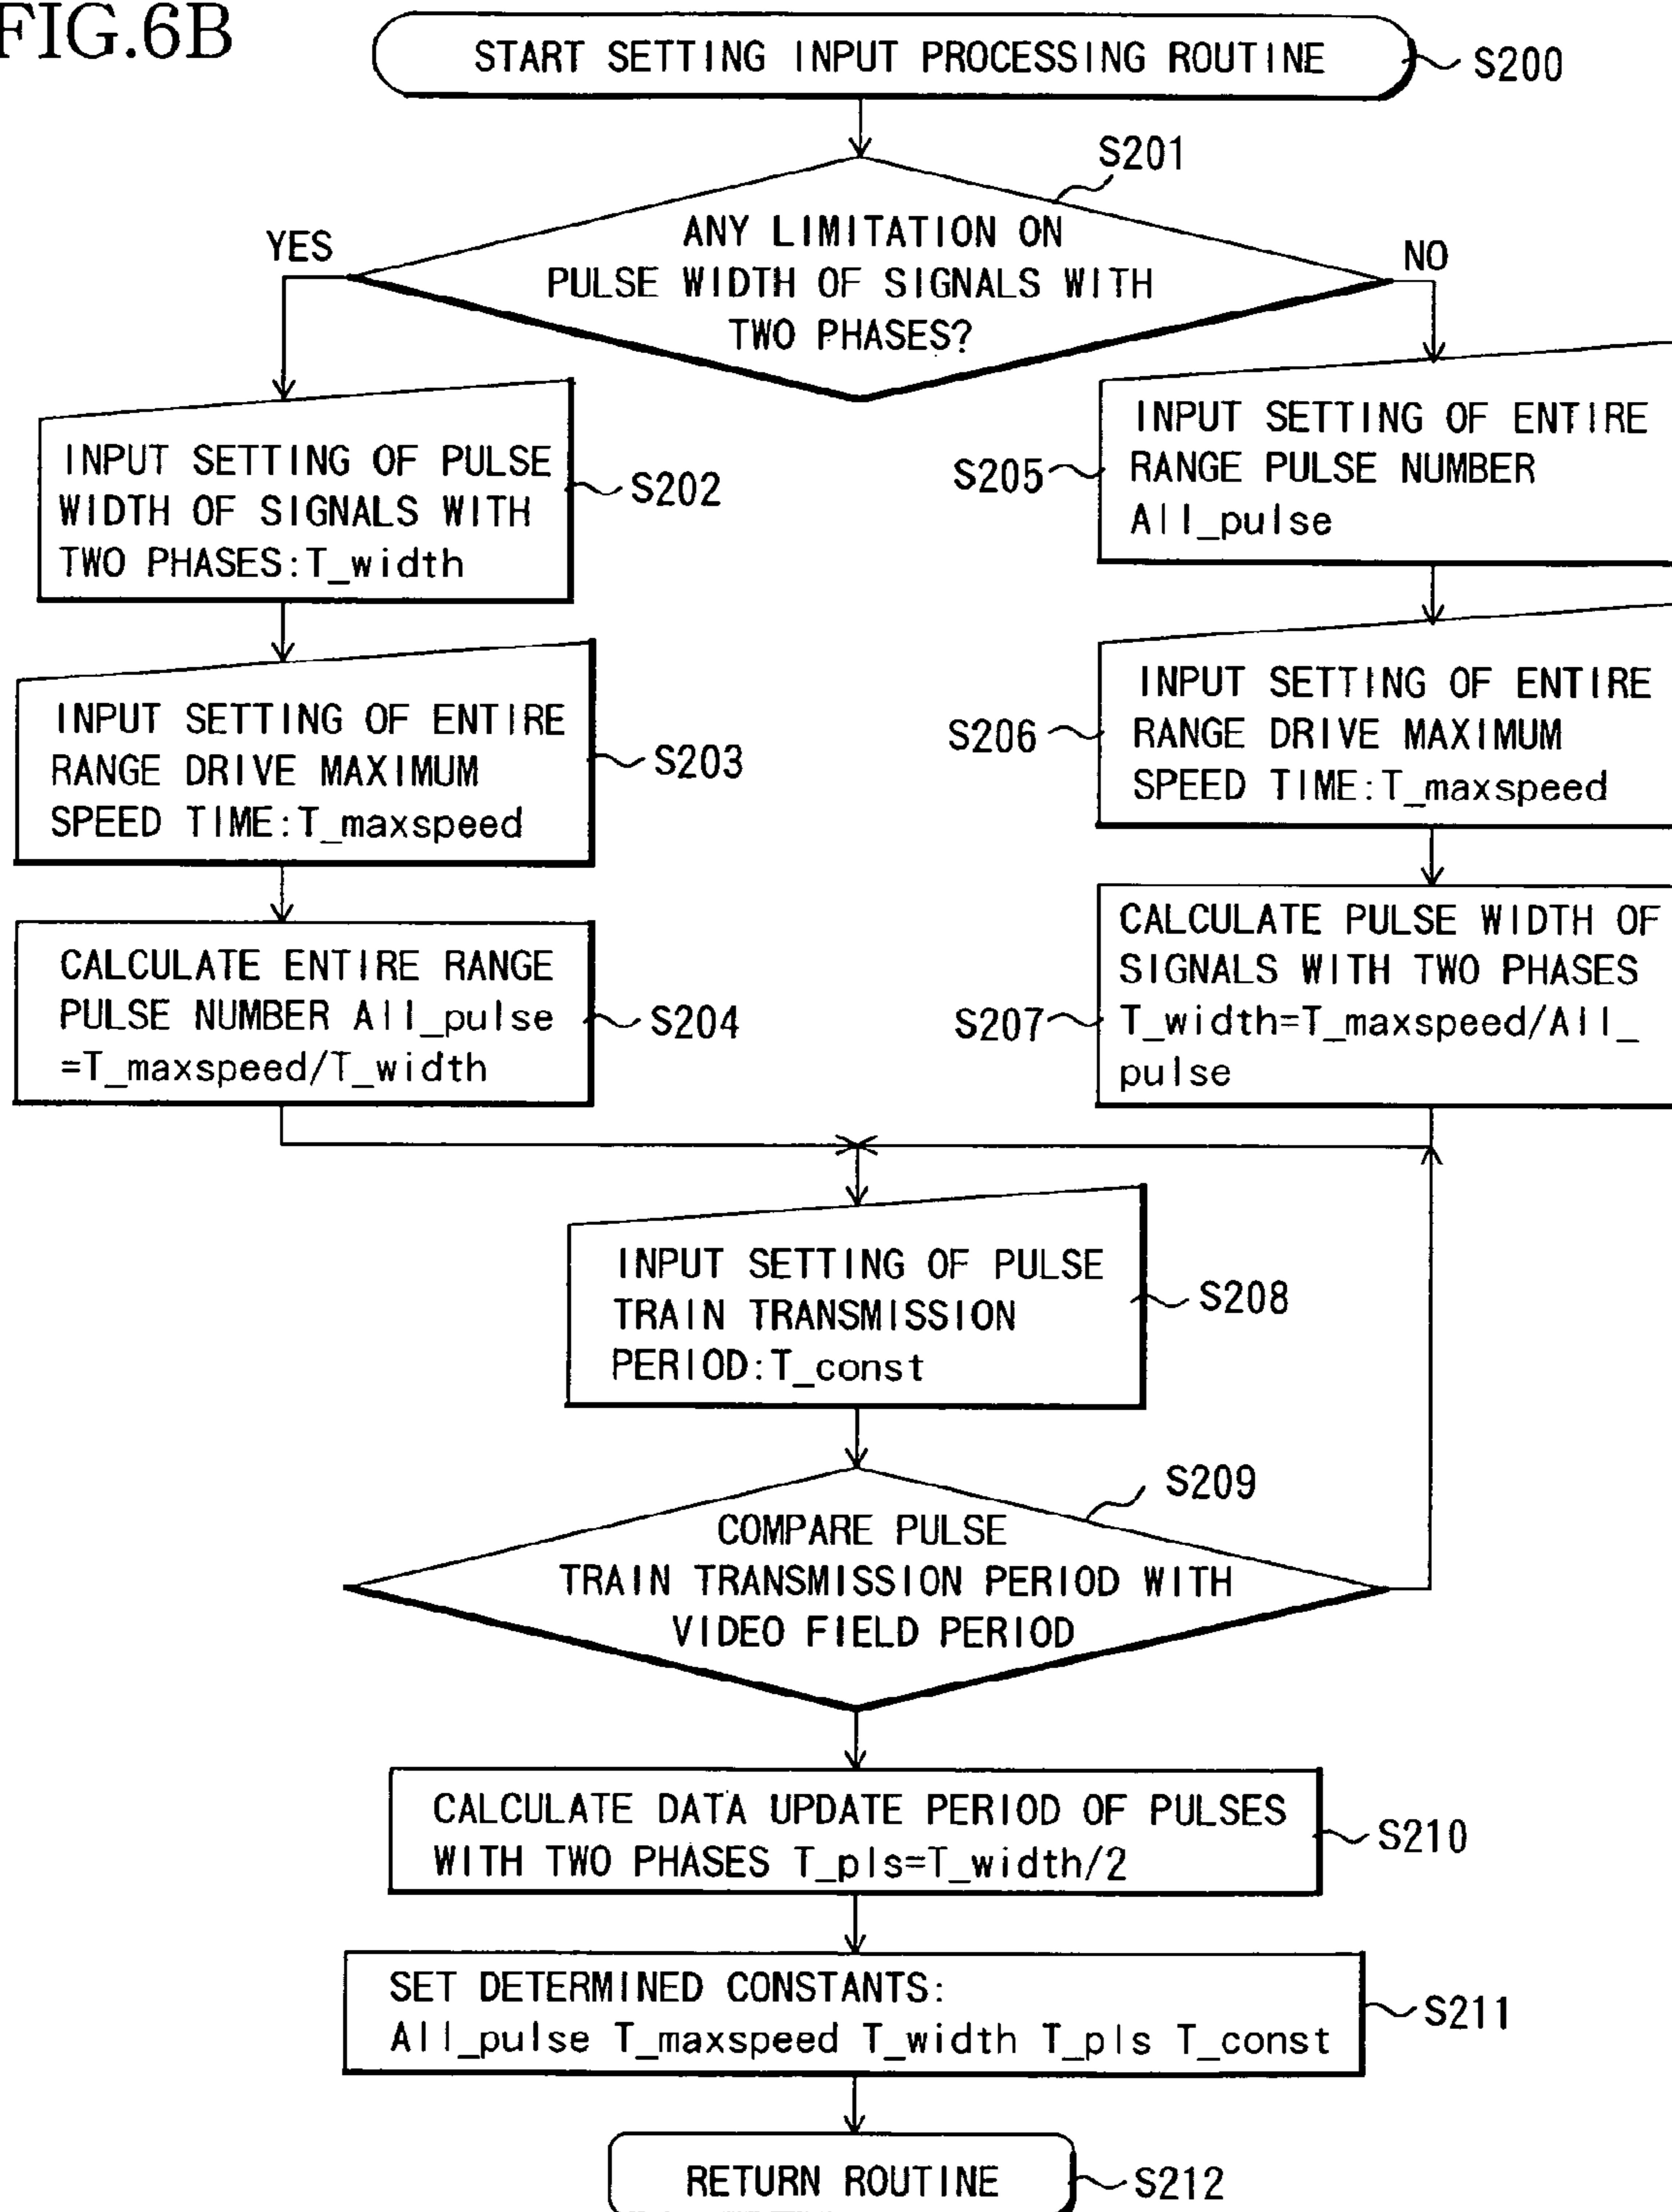 FIG.6B
START SETTING INPUT PROCESSING ROUTINE
S200
S201
ANY LIMITATION ON
PULSE WIDTH OF SIGNALS WITH
TWO PHASES?
YES
NO
INPUT SETTING OF PULSE
WIDTH OF SIGNALS WITH
TWO PHASES:T_width
S202
INPUT SETTING OF ENTIRE
RANGE DRIVE MAXIMUM
SPEED TIME:T_maxspeed
S203
CALCULATE ENTIRE RANGE
PULSE NUMBER All_pulse
=T_maxspeed/T_width
S204
INPUT SETTING OF ENTIRE
RANGE PULSE NUMBER
All_pulse
S205
INPUT SETTING OF ENTIRE
RANGE DRIVE MAXIMUM
SPEED TIME:T_maxspeed
S206
CALCULATE PULSE WIDTH OF
SIGNALS WITH TWO PHASES
T_width=T_maxspeed/All_
pulse
S207
INPUT SETTING OF PULSE
TRAIN TRANSMISSION
PERIOD:T_const
S208
S209
COMPARE PULSE
TRAIN TRANSMISSION PERIOD WITH
VIDEO FIELD PERIOD
CALCULATE DATA UPDATE PERIOD OF PULSES
WITH TWO PHASES T_pls=T_width/2
S210
SET DETERMINED CONSTANTS:
All_pulse T_maxspeed T_width T_pls T_const
S211
RETURN ROUTINE
S212